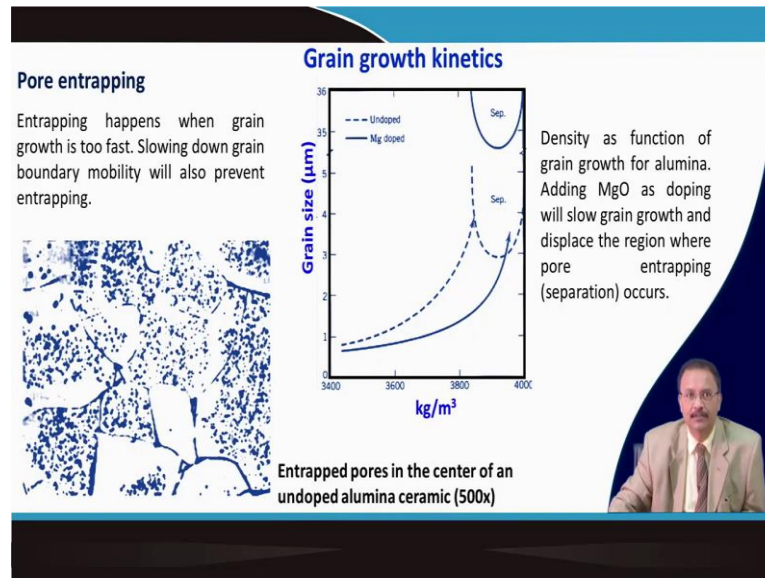 Grain growth kinetics
Pore entrapping
Entrapping happens when grain
growth is too fast. Slowing down grain
boundary mobility will also prevent
entrapping.
Grain size (μm)
36
35
5
4
3
2
1
0
Undoped
Mg doped
Sep.
Sep.
3400
3600
3800
4000
kg/m³
Density as function of
grain growth for alumina.
Adding MgO as doping
will slow grain growth and
displace the region where
pore entrapping
(separation) occurs.
Entrapped pores in the center of an
undoped alumina ceramic (500x)